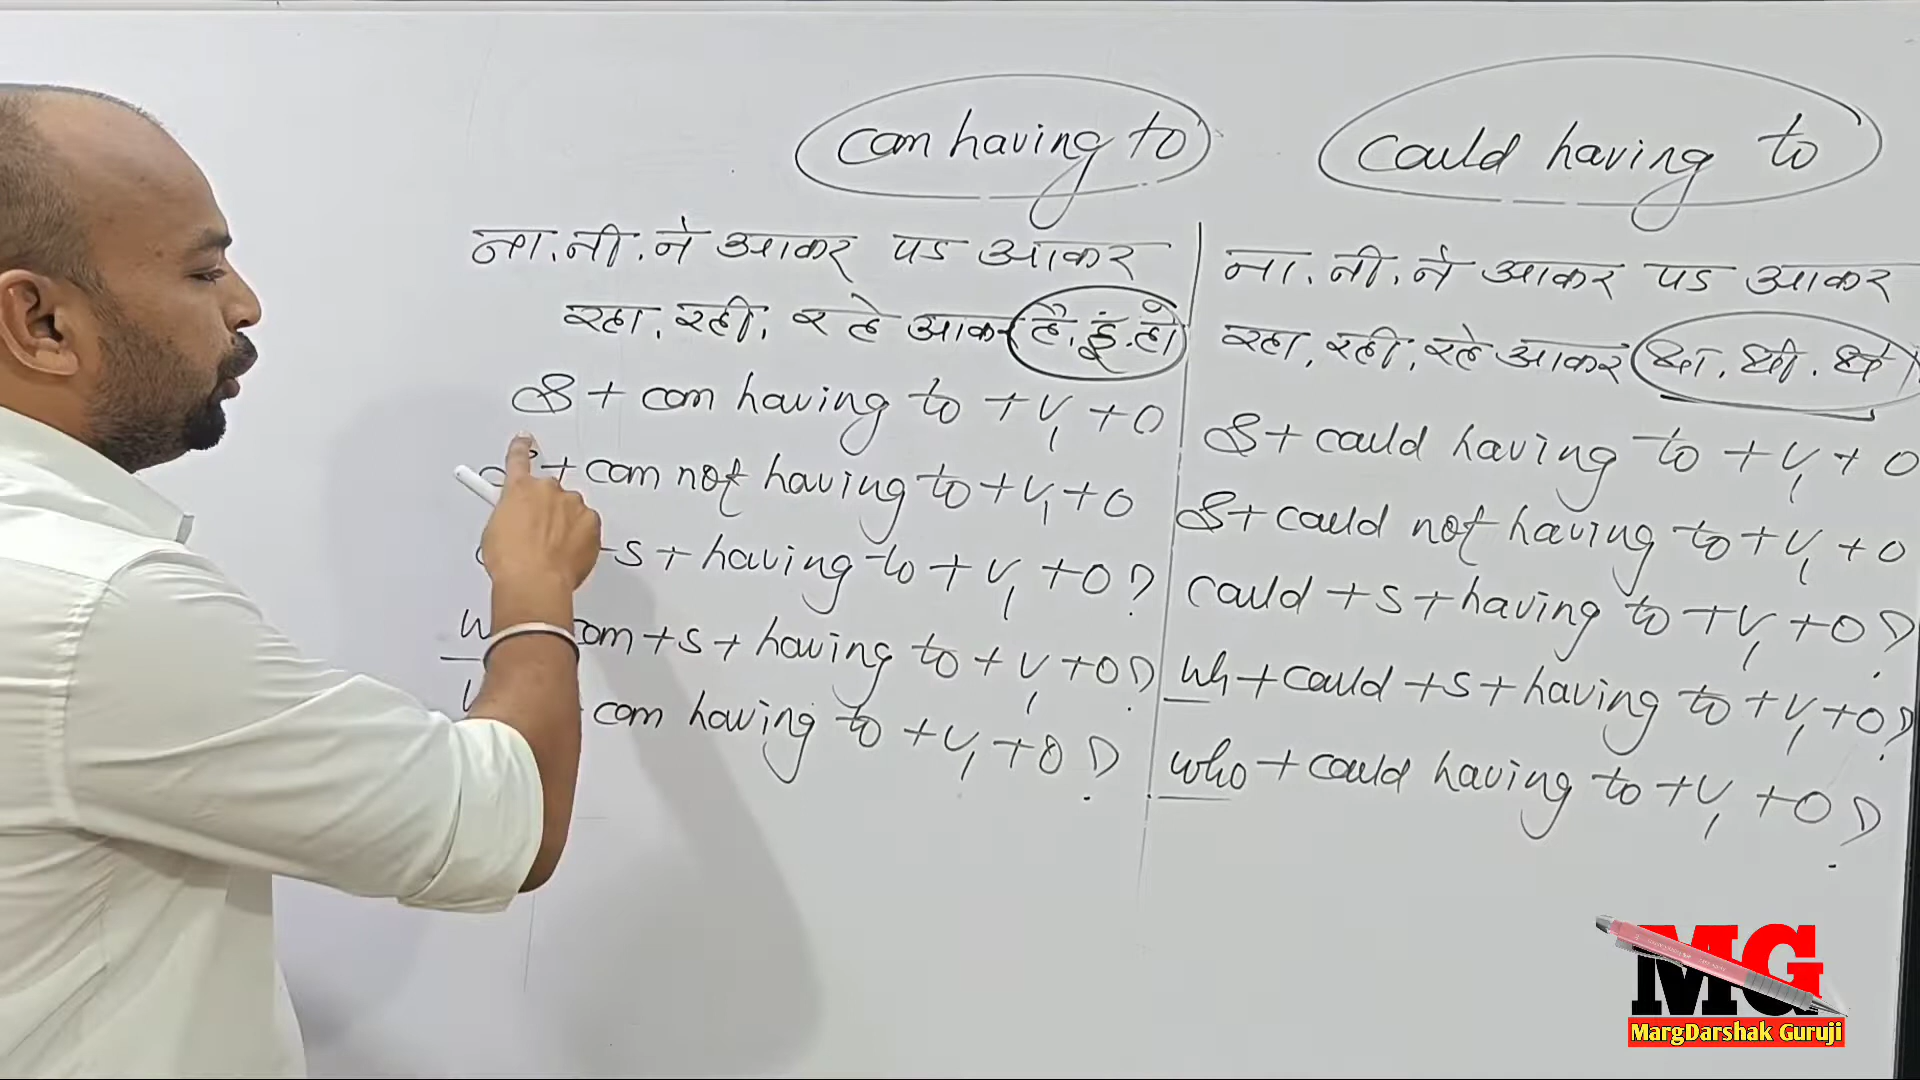 can having to
ना. नी. ने आकर पड आकर
रहा, रही, रहे आकर है, हूं. हो
S + can having to + V1 + O
+ can not having to + V1 + O
+ S + having to + V1 + O ?
can + S + having to + V1 + O ?
can having to + V1 + O ?
could having to
ना. नी. ने आकर पड आकर
रहा, रही, रहे आकर था, थी. थे।
S + could having to + V1 + O
S + could not having to + V1 + O
could + S + having to + V1 + O ?
wh + could + S + having to + V1 + O ?
who + could having to + V1 + O ?
MG
MargDarshak Guruji